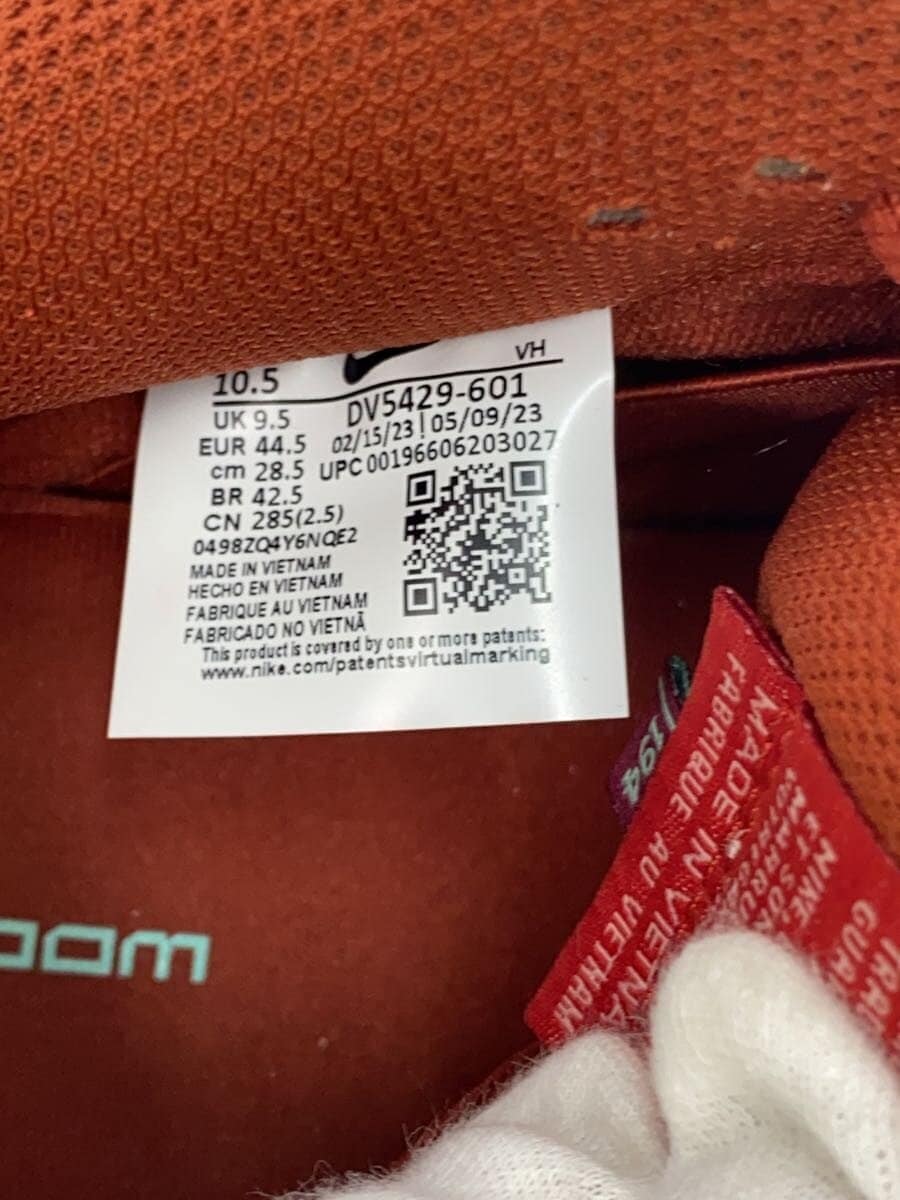 VH
10.5
UK 9.5 DV5429-601
EUR 44.5 02/15/23 | 05/09/23
cm 28.5 UPC 00196606203027
BR 42.5
CN 285(2.5)
0498ZQ4Y6NQE2
MADE IN VIETNAM
HECHO EN VIETNAM
FABRIQUE AU VIETNAM
FABRICADO NO VIETNÃ
This product is covered by one or more patents:
www.nike.com/patentsvirtualmarking
194
FABRIQUE AU VIETNAM
MADE IN VIETNA
NIKE
ET
oom